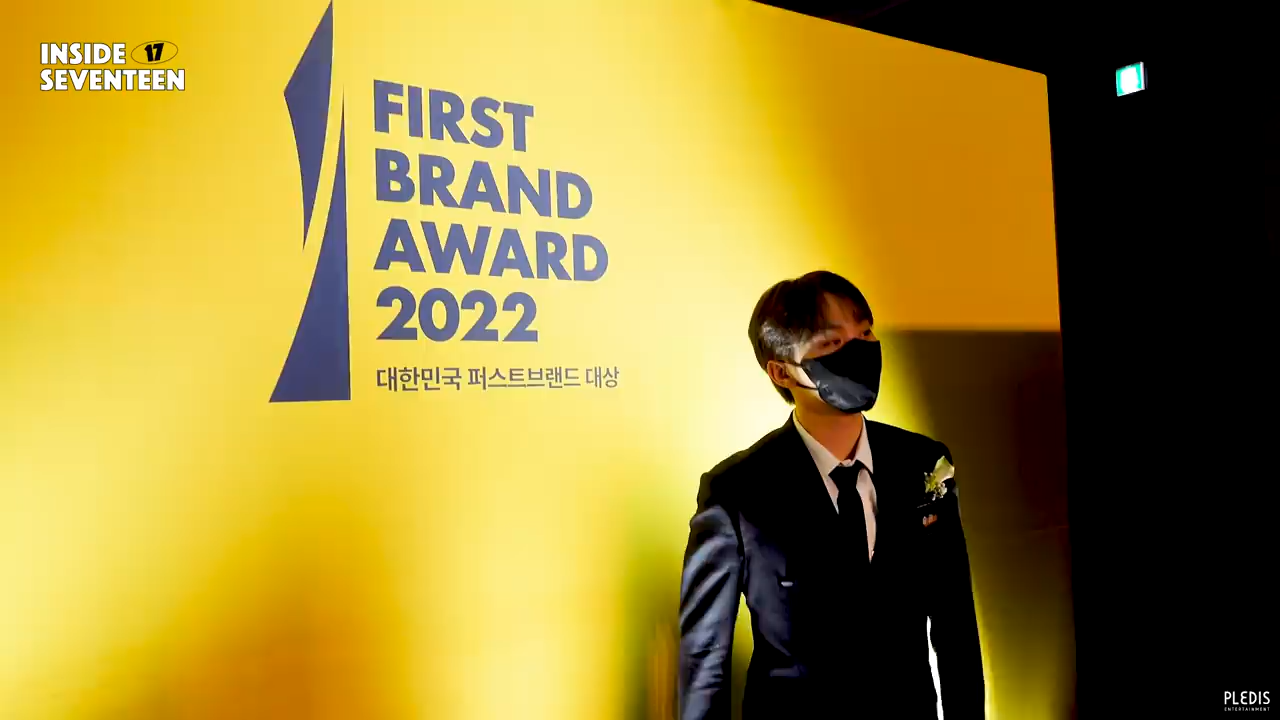 INSIDE 17
SEVENTEEN
FIRST
BRAND
AWARD
2022
대한민국 퍼스트브랜드 대상
PLEDIS
ENTERTAINMENT